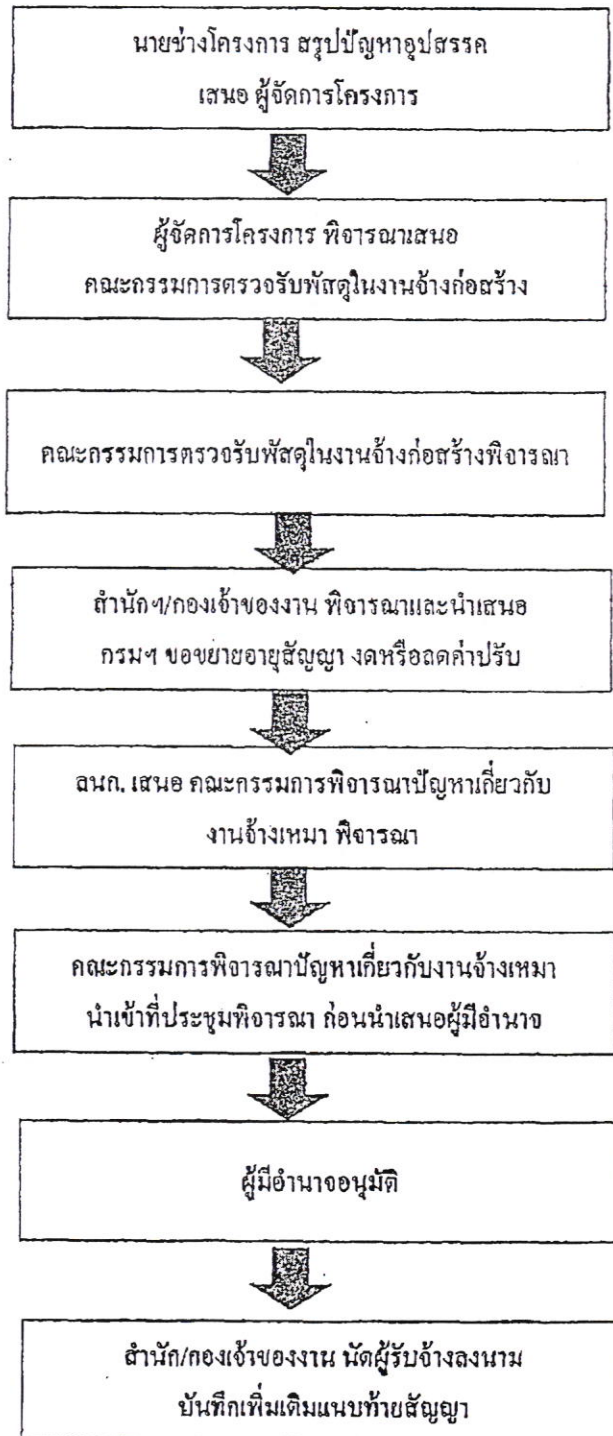 นายช่างโครงการ สรุปปัญหาอุปสรรค
เสนอ ผู้จัดการโครงการ
ผู้จัดการโครงการ พิจารณาเสนอ
คณะกรรมการตรวจรับพัสดุในงานจ้างก่อสร้าง
คณะกรรมการตรวจรับพัสดุในงานจ้างก่อสร้างพิจารณา
สำนักฯ/กองเจ้าของงาน พิจารณาและนำเสนอ
กรมฯ ขอขยายอายุสัญญา งดหรือลดค่าปรับ
ลนก. เสนอ คณะกรรมการพิจารณาปัญหาเกี่ยวกับ
งานจ้างเหมา พิจารณา
คณะกรรมการพิจารณาปัญหาเกี่ยวกับงานจ้างเหมา
นำเข้าที่ประชุมพิจารณา ก่อนนำเสนอผู้มีอำนาจ
ผู้มีอำนาจอนุมัติ
สำนัก/กองเจ้าของงาน นัดผู้รับจ้างลงนาม
บันทึกเพิ่มเติมแนบท้ายสัญญา